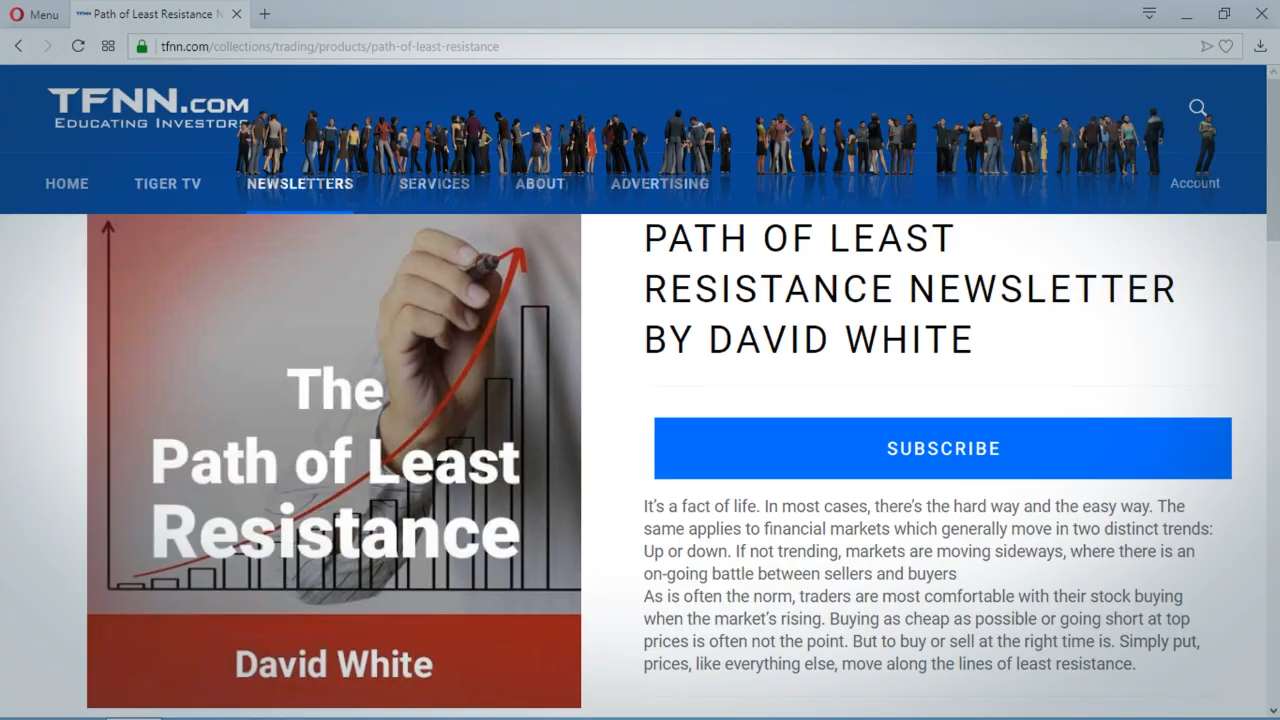 Menu
Path of Least Resistance N
tfnn.com/collections/trading/products/path-of-least-resistance
TFNN.COM
EDUCATING INVESTORS
HOME TIGER TV NEWSLETTERS SERVICES ABOUT ADVERTISING Account
The
Path of Least
Resistance
David White
PATH OF LEAST
RESISTANCE NEWSLETTER
BY DAVID WHITE
SUBSCRIBE
It's a fact of life. In most cases, there's the hard way and the easy way. The
same applies to financial markets which generally move in two distinct trends:
Up or down. If not trending, markets are moving sideways, where there is an
on-going battle between sellers and buyers
As is often the norm, traders are most comfortable with their stock buying
when the market's rising. Buying as cheap as possible or going short at top
prices is often not the point. But to buy or sell at the right time is. Simply put,
prices, like everything else, move along the lines of least resistance.